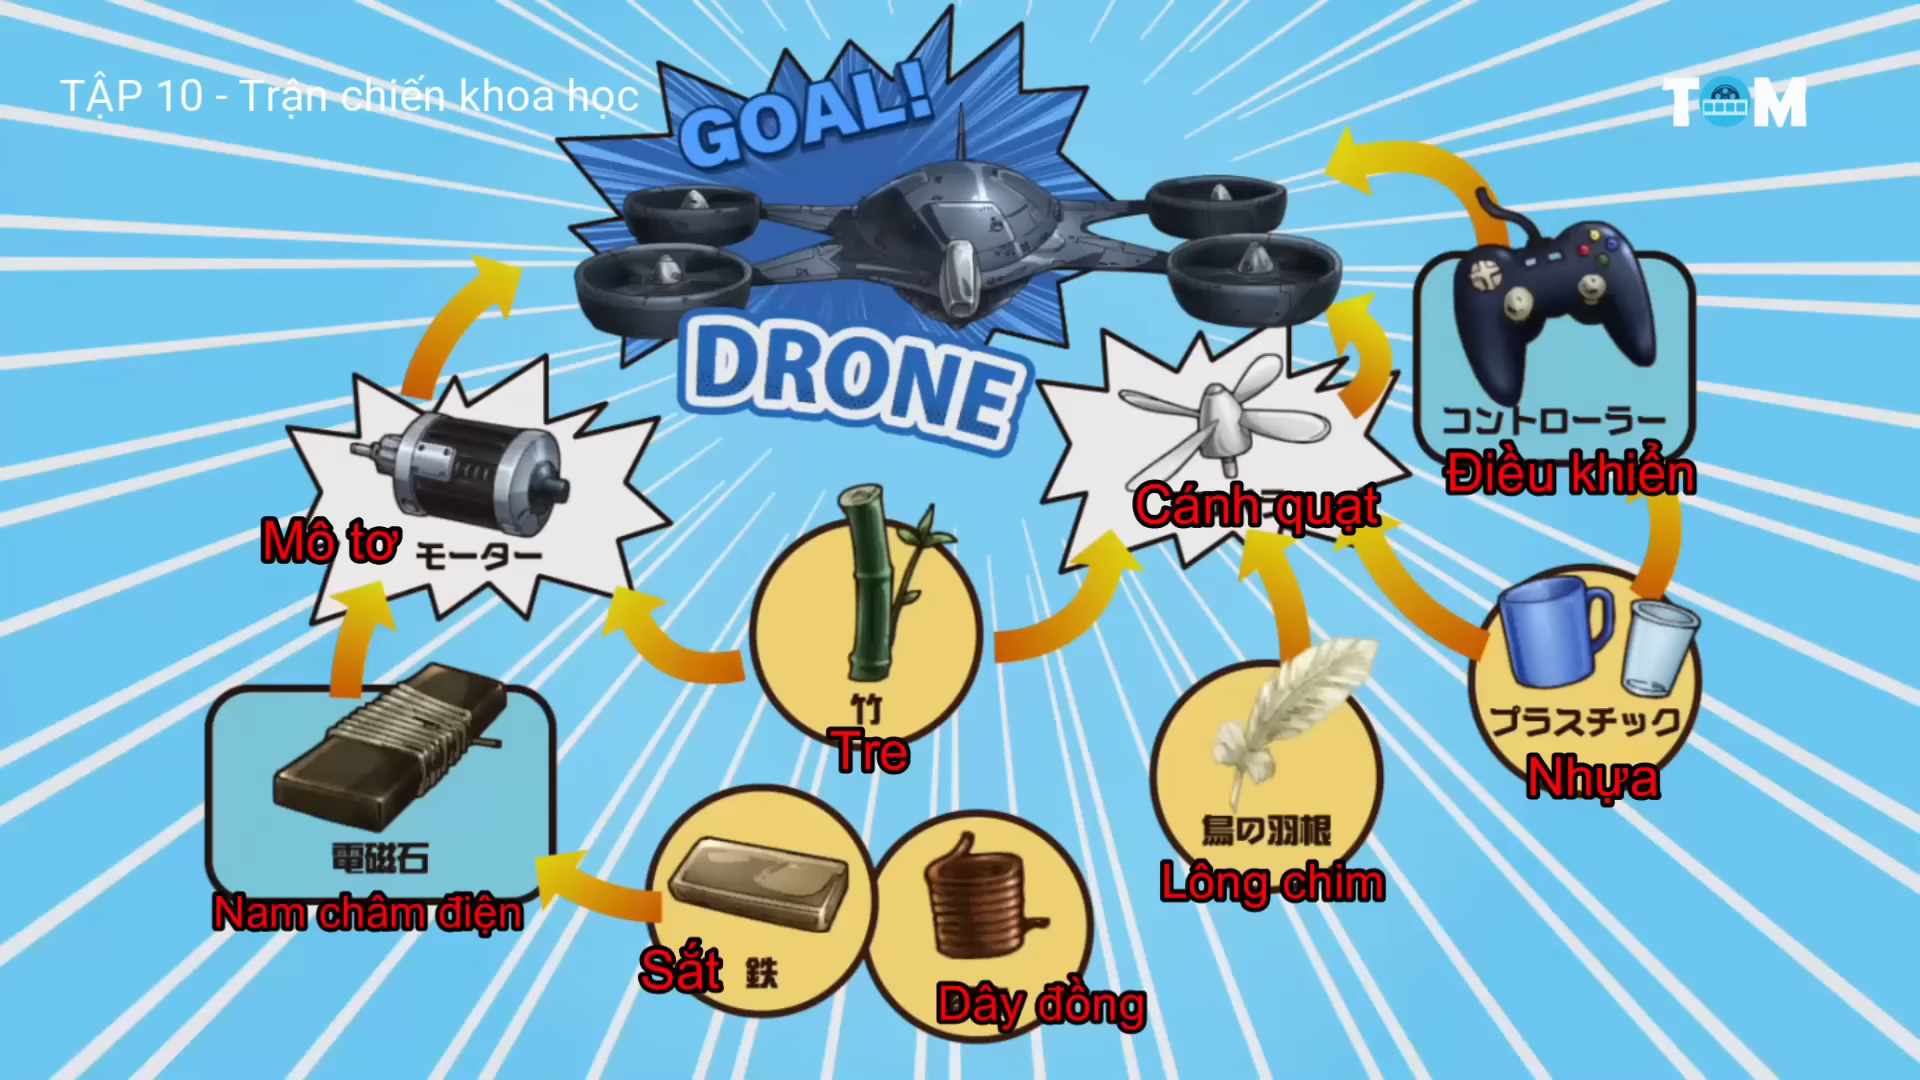 TẬP 10 - Trận chiến khoa học
TOM
GOAL!
DRONE
コントローラー
Điều khiển
Cánh quạt
Mô tơ
モーター
竹
Tre
プラスチック
Nhựa
鳥の羽根
Lông chim
電磁石
Nam châm điện
Sắt
鉄
Dây đồng